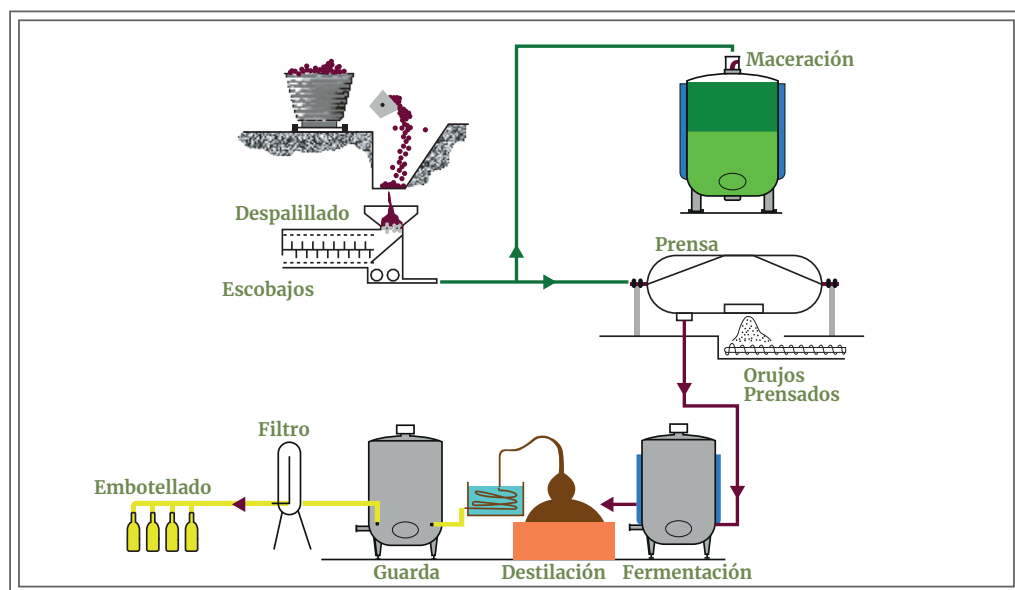 Maceración
Despalillado
Prensa
Escobajos
Orujos
Prensados
Filtro
Embotellado
Guarda
Destilación
Fermentación